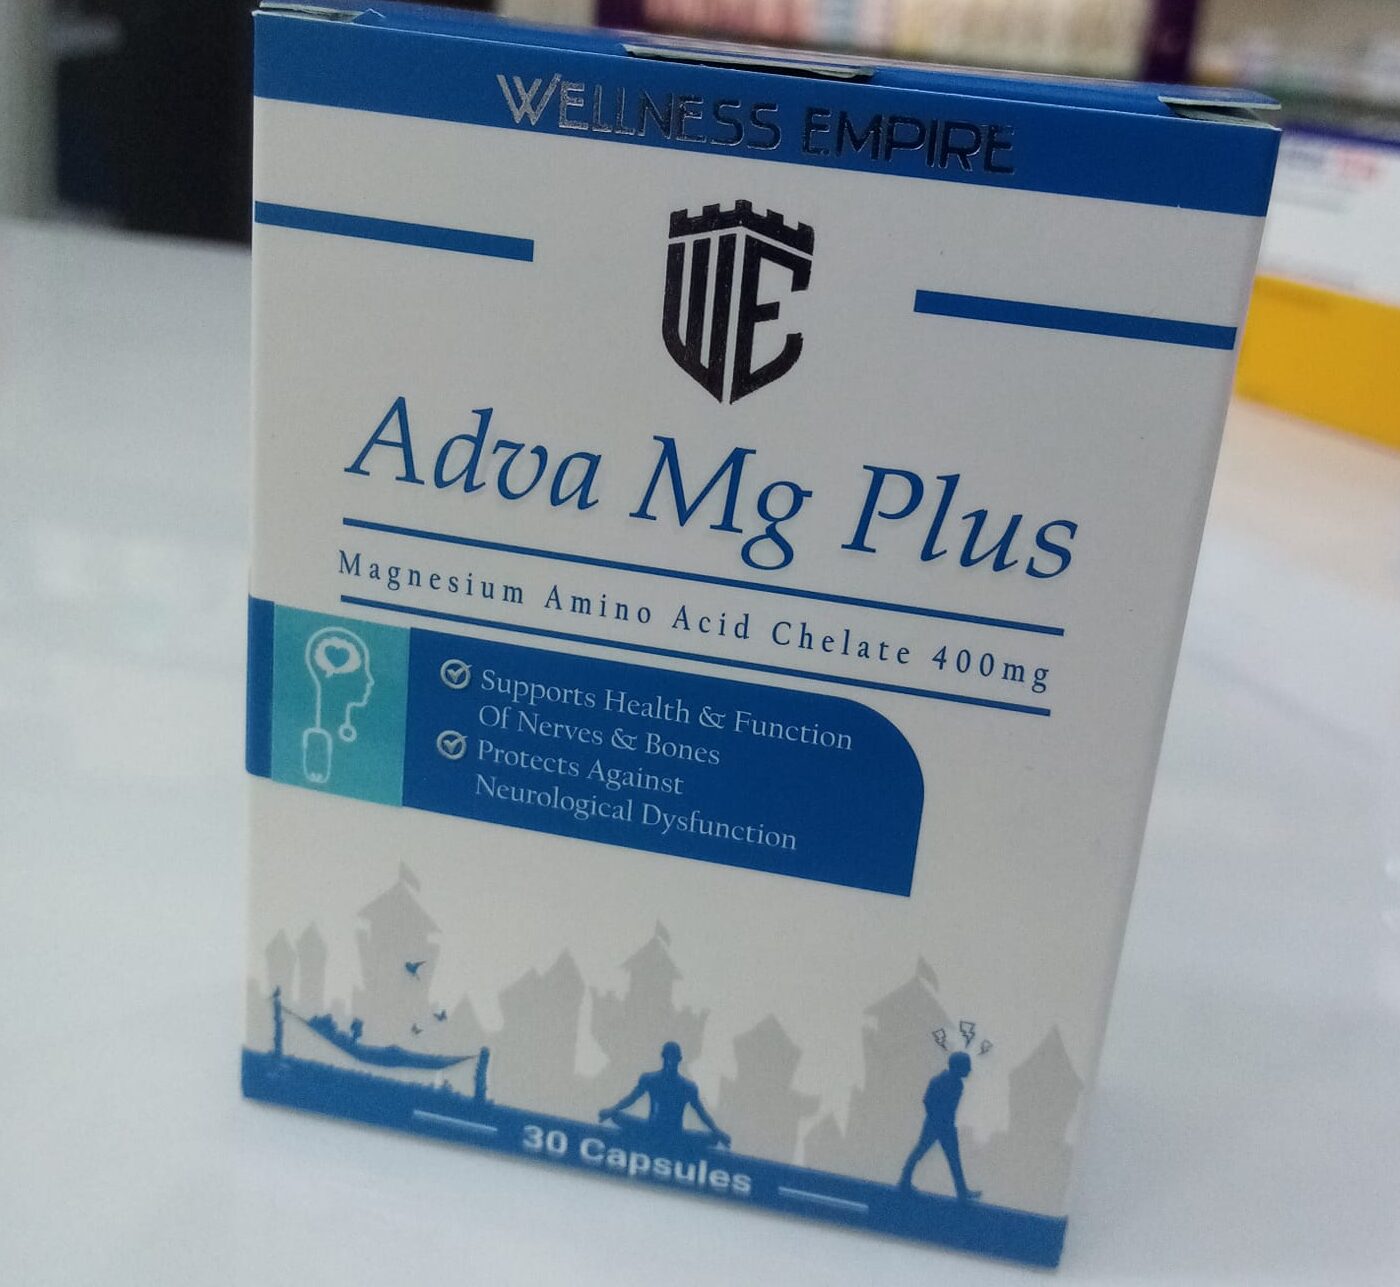 WELLNESS EMPIRE
WE
Adva Mg Plus
Magnesium Amino Acid Chelate 400mg
Supports Health & Function
Of Nerves & Bones
Protects Against
Neurological Dysfunction
30 Capsules